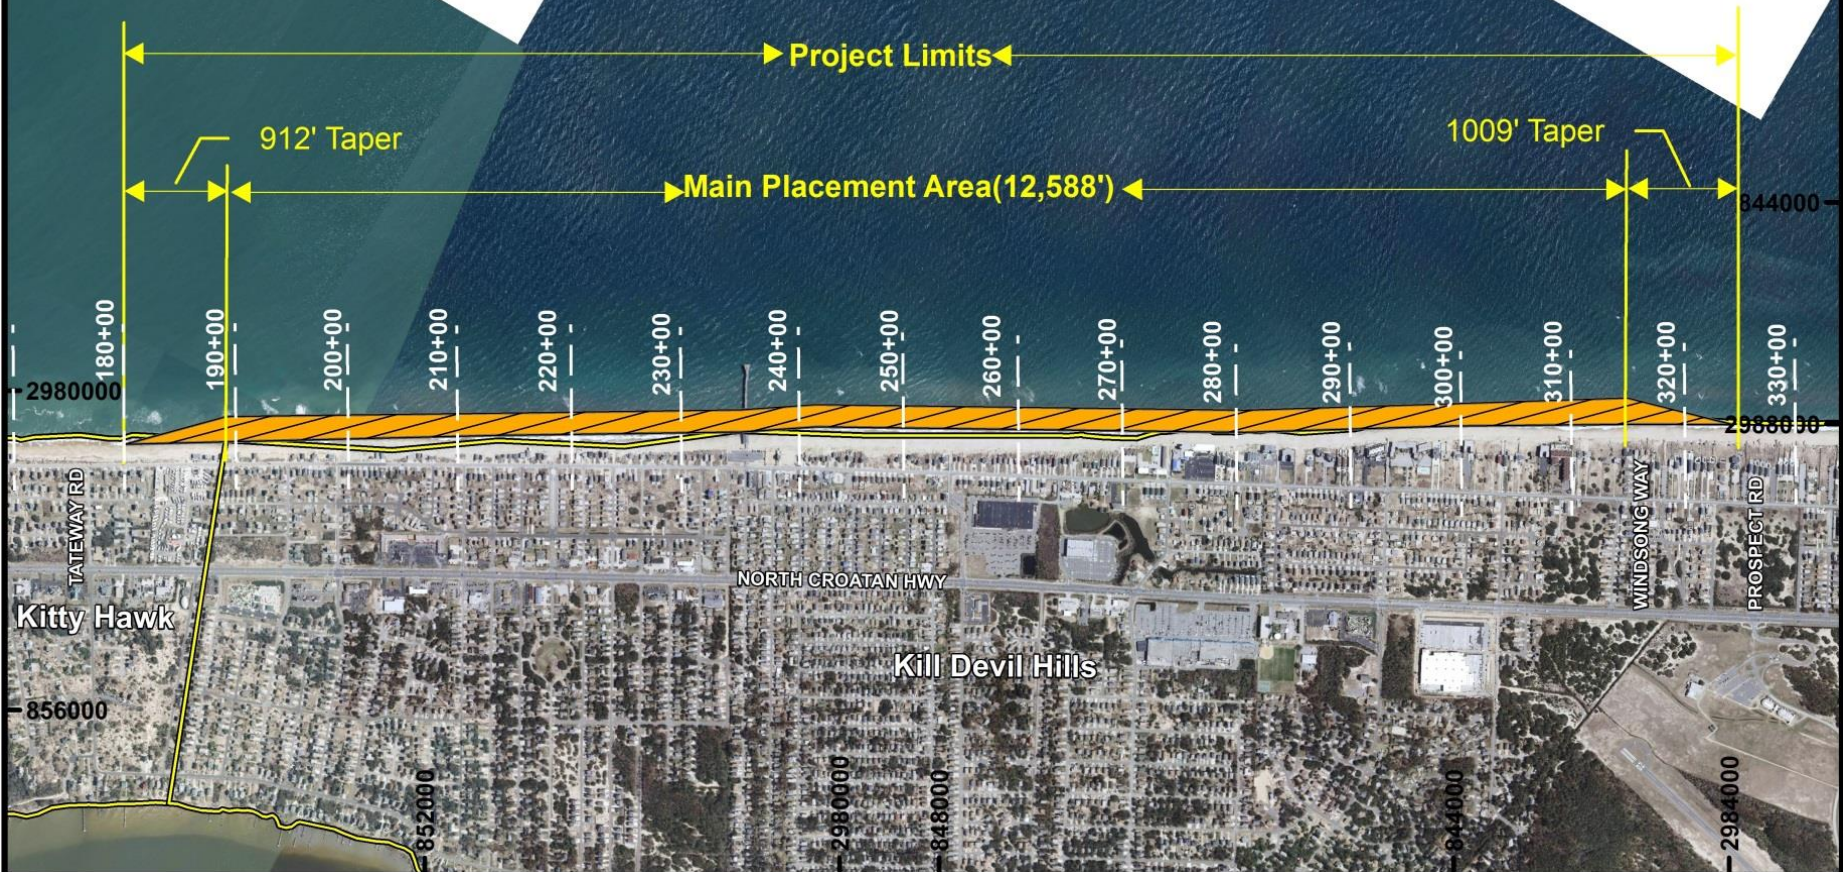 Project Limits
912' Taper
1009' Taper
Main Placement Area(12,588')
844000
180+00
190+00
200+00
210+00
220+00
230+00
240+00
250+00
260+00
270+00
280+00
290+00
300+00
310+00
320+00
330+00
2980000
2988000
TATEWAY RD
WINDSONG WAY
PROSPECT RD
NORTH CROATAN HWY
Kitty Hawk
Kill Devil Hills
856000
852000
2980000
848000
844000
2984000